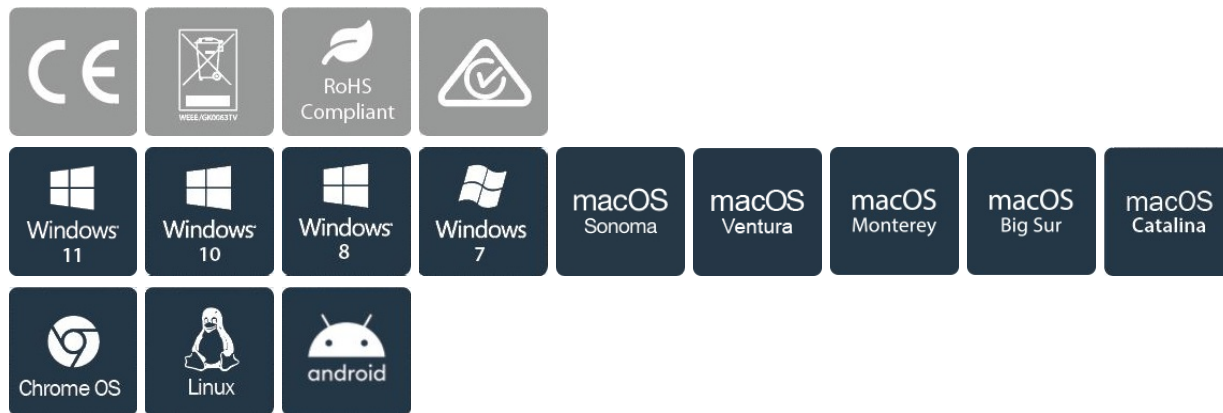 CE
WEEE/GK0063TV
RoHS
Compliant
Windows
11
Windows
10
Windows
8
Windows
7
macOS
Sonoma
macOS
Ventura
macOS
Monterey
macOS
Big Sur
macOS
Catalina
Chrome OS
Linux
android